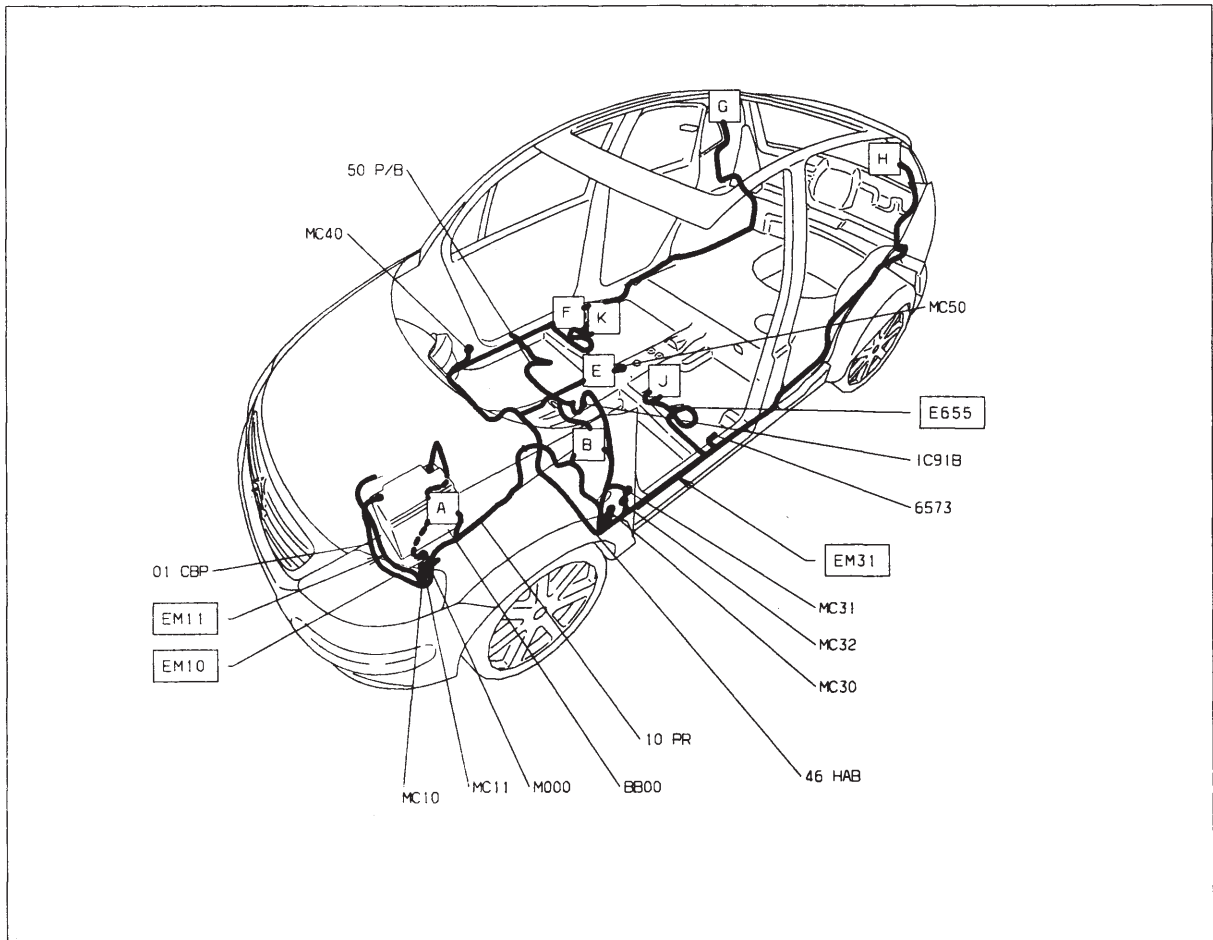 G
H
50 P/B
MC40
F
K
MC50
E
J
E655
B
IC91B
A
6573
EM31
01 CBP
EM11
MC31
EM10
MC32
MC30
10 PR
46 HAB
MC10
MC11
M000
BB00